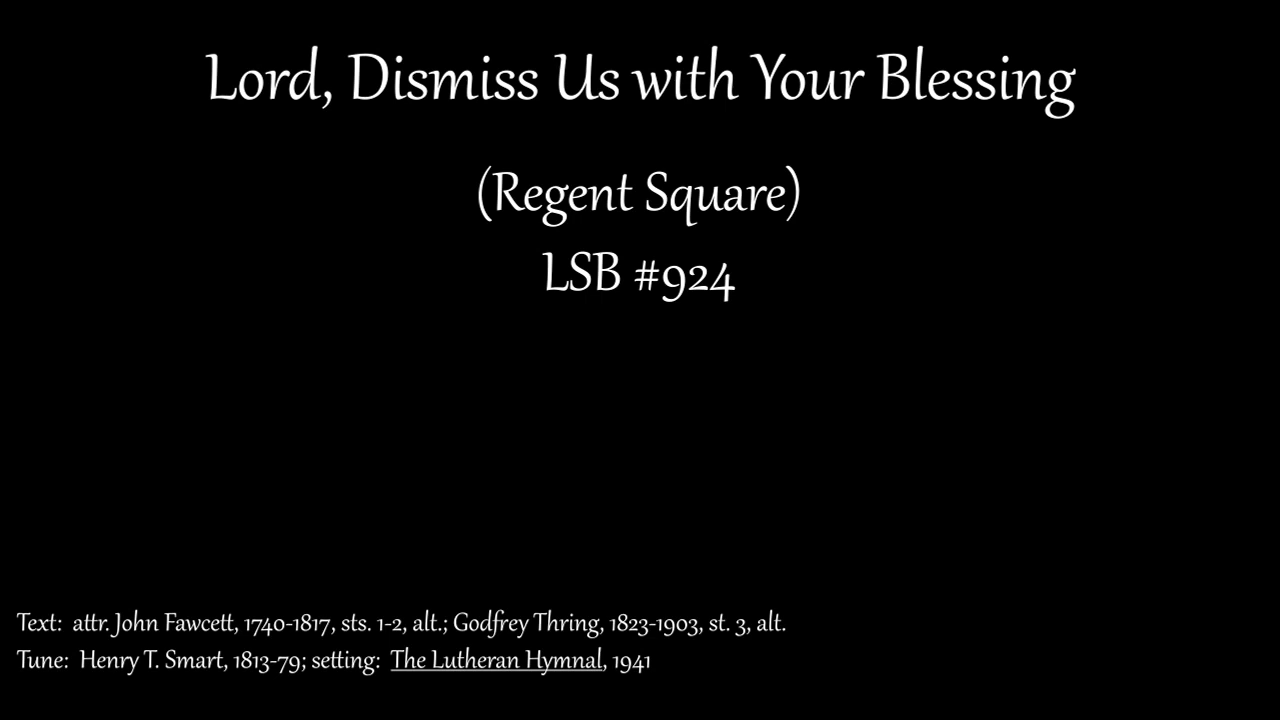 Lord, Dismiss Us with Your Blessing
(Regent Square)
LSB #924
Text:  attr. John Fawcett, 1740-1817, sts. 1-2, alt.; Godfrey Thring, 1823-1903, st. 3, alt.
Tune:  Henry T. Smart, 1813-79; setting:  The Lutheran Hymnal, 1941